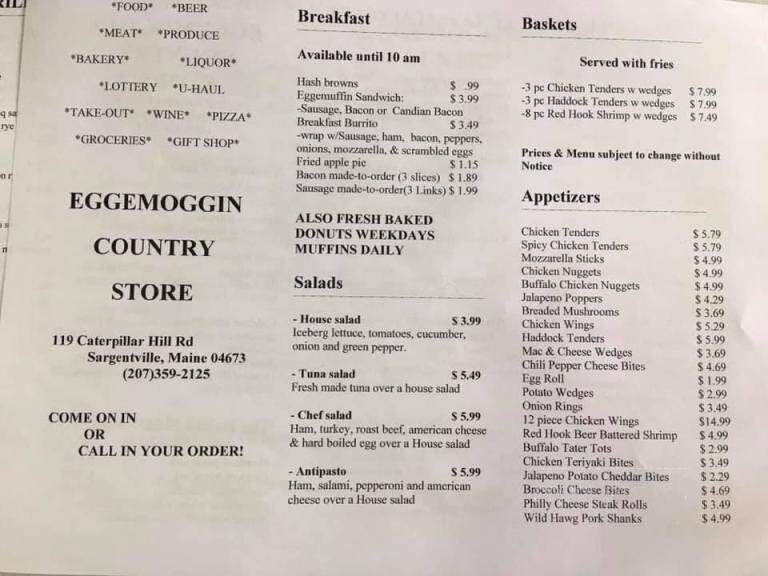 *FOOD* *BEER
*MEAT* *PRODUCE
*BAKERY* *LIQUOR*
*LOTTERY *U-HAUL
*TAKE-OUT* *WINE* *PIZZA*
*GROCERIES* *GIFT SHOP*
EGGEMOGGIN
COUNTRY
STORE
119 Caterpillar Hill Rd
Sargentville, Maine 04673
(207)359-2125
COME ON IN
OR
CALL IN YOUR ORDER!
Breakfast
Available until 10 am
Hash browns $ .99
Eggemuffin Sandwich: $ 3.99
-Sausage, Bacon or Candian Bacon
Breakfast Burrito $ 3.49
-wrap w/Sausage, ham, bacon, peppers,
onions, mozzarella, & scrambled eggs
Fried apple pie $ 1.15
Bacon made-to-order (3 slices) $ 1.89
Sausage made-to-order(3 Links) $ 1.99
ALSO FRESH BAKED
DONUTS WEEKDAYS
MUFFINS DAILY
Salads
- House salad $ 3.99
Iceberg lettuce, tomatoes, cucumber,
onion and green pepper.
- Tuna salad $ 5.49
Fresh made tuna over a house salad
- Chef salad $ 5.99
Ham, turkey, roast beef, american cheese
& hard boiled egg over a House salad
- Antipasto $ 5.99
Ham, salami, pepperoni and american
cheese over a House salad
Baskets
Served with fries
-3 pc Chicken Tenders w wedges $ 7.99
-3 pc Haddock Tenders w wedges $ 7.99
-8 pc Red Hook Shrimp w wedges $ 7.49
Prices & Menu subject to change without
Notice
Appetizers
Chicken Tenders $ 5.79
Spicy Chicken Tenders $ 5.79
Mozzarella Sticks $ 4.99
Chicken Nuggets $ 4.99
Buffalo Chicken Nuggets $ 4.99
Jalapeno Poppers $ 4.29
Breaded Mushrooms $ 3.69
Chicken Wings $ 5.29
Haddock Tenders $ 5.99
Mac & Cheese Wedges $ 3.69
Chili Pepper Cheese Bites $ 4.69
Egg Roll $ 1.99
Potato Wedges $ 2.99
Onion Rings $ 3.49
12 piece Chicken Wings $14.99
Red Hook Beer Battered Shrimp $ 4.99
Buffalo Tater Tots $ 2.99
Chicken Teriyaki Bites $ 3.49
Jalapeno Potato Cheddar Bites $ 2.29
Broccoli Cheese Bites $ 4.69
Philly Cheese Steak Rolls $ 3.49
Wild Hawg Pork Shanks $ 4.99